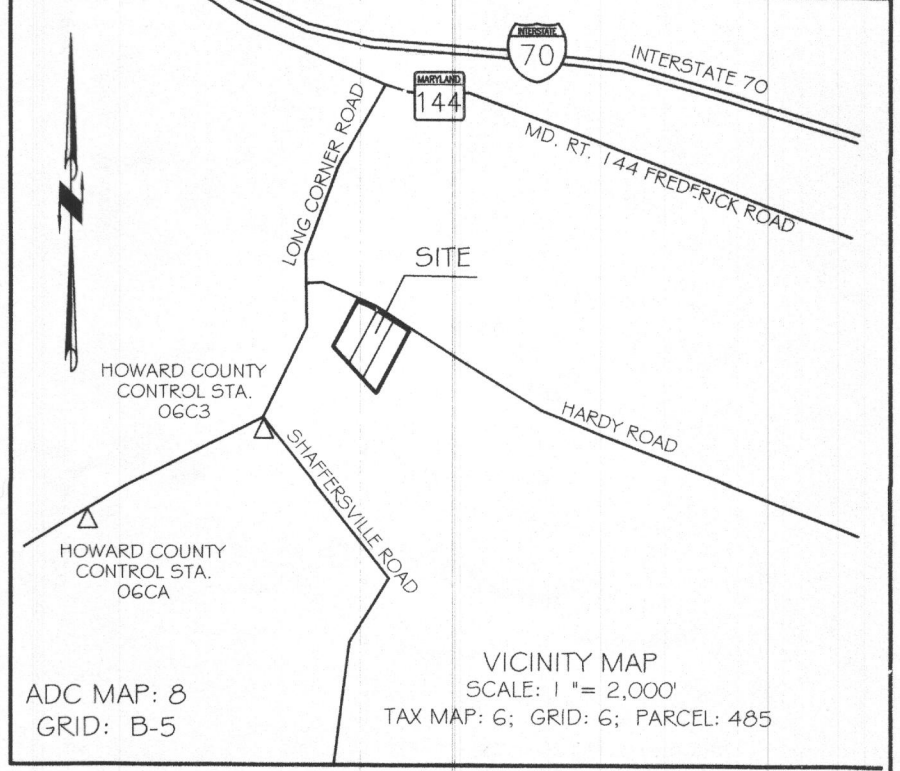 INTERSTATE
70
INTERSTATE 70
MARYLAND
144
MD. RT. 144 FREDERICK ROAD
LONG CORNER ROAD
SITE
HOWARD COUNTY
CONTROL STA.
06C3
HARDY ROAD
SHAFFERSVILLE ROAD
HOWARD COUNTY
CONTROL STA.
06CA
ADC MAP: 8
GRID: B-5
VICINITY MAP
SCALE: 1 "= 2,000'
TAX MAP: 6; GRID: 6; PARCEL: 485